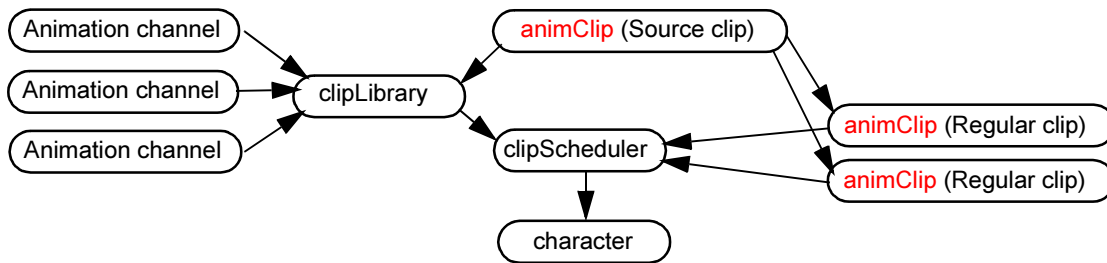 Animation channel
animClip (Source clip)
Animation channel
clipLibrary
animClip (Regular clip)
Animation channel
clipScheduler
animClip (Regular clip)
character